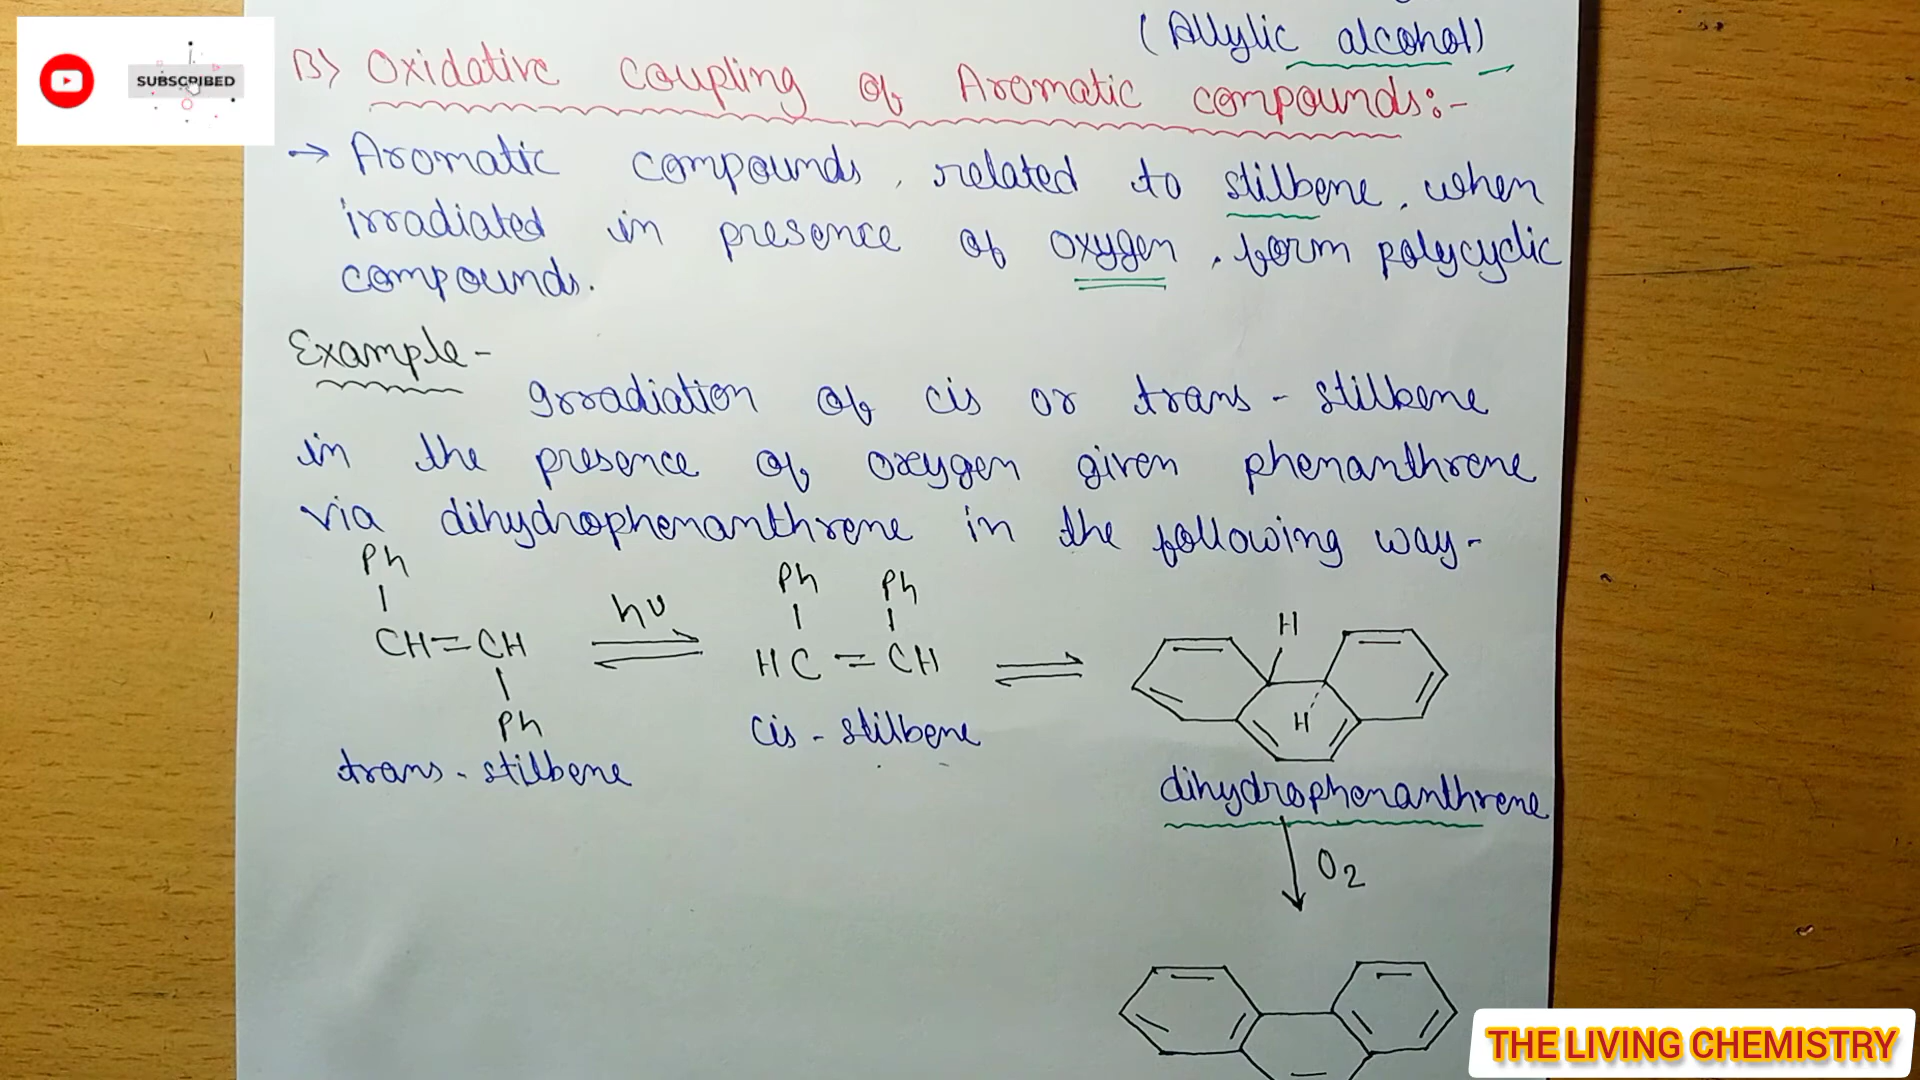 (Allylic alcohol)
SUBSCRIBED
B) Oxidative coupling of Aromatic compounds:-
→ Aromatic compounds, related to stilbene, when
irradiated in presence of oxygen, form polycyclic
compounds.
Example-
Irradiation of cis or trans - stilbene
in the presence of oxygen given phenanthrene
via dihydrophenanthrene in the following way-
Ph
CH=CH
Ph
trans - stilbene
hν
Ph Ph
HC=CH
cis - stilbene
H
H
dihydrophenanthrene
O2
THE LIVING CHEMISTRY